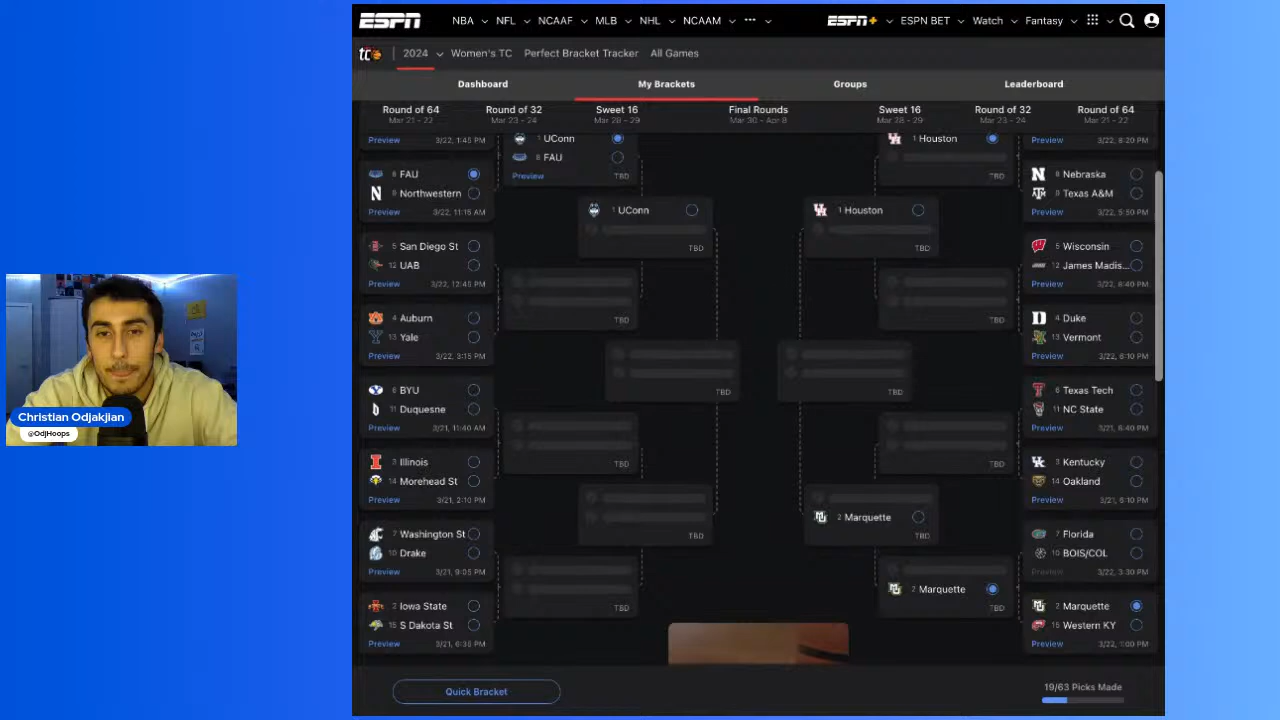 ESPN NBA NFL NCAAF MLB NHL NCAAM ••• ESPN+ ESPN BET Watch Fantasy
tc 2024 Women's TC Perfect Bracket Tracker All Games
Dashboard My Brackets Groups Leaderboard
Round of 64 Round of 32 Sweet 16 Final Rounds Sweet 16 Round of 32 Round of 64
Mar 21 - 22 Mar 23 - 24 Mar 28 - 29 Mar 30 - Apr 8 Mar 28 - 29 Mar 23 - 24 Mar 21 - 22
Preview 3/22, 1:45 PM
1 UConn
8 FAU
Preview TBD
1 Houston
TBD
3/22, 8:20 PM
8 FAU
Northwestern
Preview 3/22, 11:15 AM
1 UConn
TBD
1 Houston
TBD
8 Nebraska
Texas A&M
Preview 3/22, 5:50 PM
5 San Diego St
12 UAB
Preview 3/22, 12:45 PM
TBD
TBD
5 Wisconsin
12 James Madis...
Preview 3/22, 8:40 PM
4 Auburn
13 Yale
Preview 3/22, 3:15 PM
TBD
TBD
4 Duke
13 Vermont
Preview 3/22, 6:10 PM
6 BYU
11 Duquesne
Preview 3/21, 11:40 AM
TBD
TBD
6 Texas Tech
11 NC State
Preview 3/21, 8:40 PM
3 Illinois
14 Morehead St
Preview 3/21, 2:10 PM
TBD
2 Marquette
TBD
3 Kentucky
14 Oakland
Preview 3/21, 6:10 PM
7 Washington St
10 Drake
Preview 3/21, 9:05 PM
TBD
2 Marquette
TBD
7 Florida
10 BOIS/COL
Preview 3/22, 3:30 PM
2 Iowa State
15 S Dakota St
Preview 3/21, 6:35 PM
2 Marquette
15 Western KY
Preview 3/22, 1:00 PM
Quick Bracket
19/63 Picks Made
Christian Odjakjian
@OdjHoops